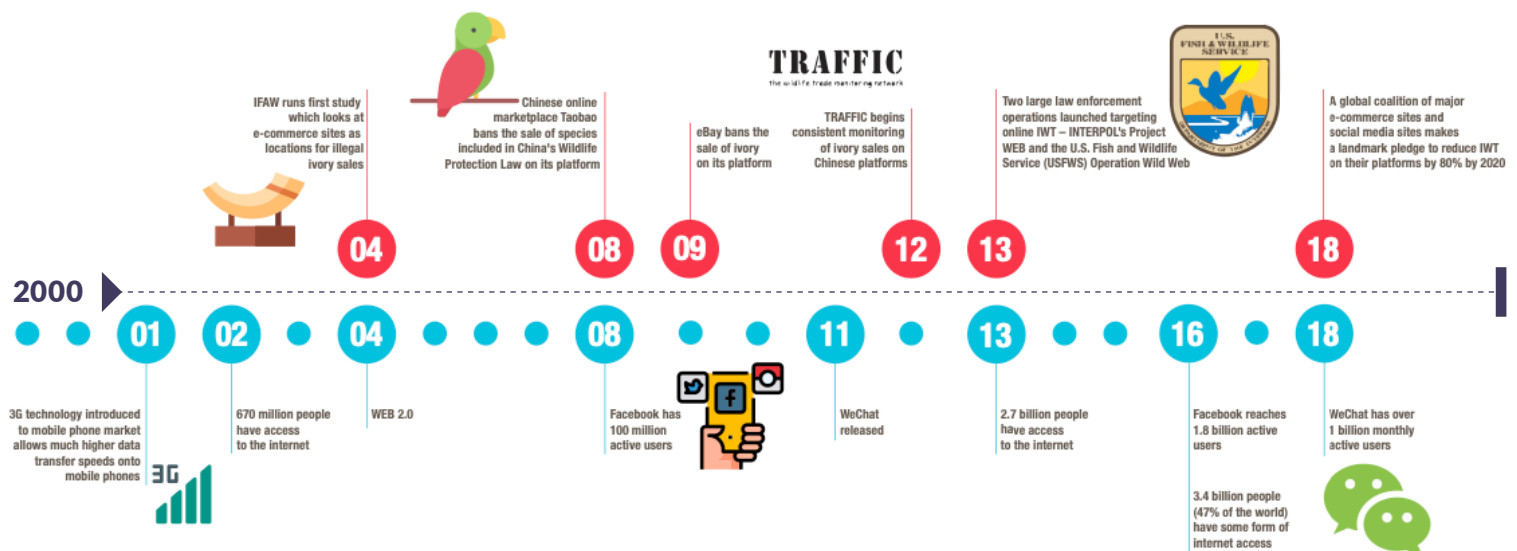 IFAW runs first study
which looks at
e-commerce sites as
locations for illegal
ivory sales
04
Chinese online
marketplace Taobao
bans the sale of species
included in China's Wildlife
Protection Law on its platform
08
eBay bans the
sale of ivory
on its platform
09
TRAFFIC
the wildlife trade monitoring network
TRAFFIC begins
consistent monitoring
of ivory sales on
Chinese platforms
12
Two large law enforcement
operations launched targeting
online IWT – INTERPOL's Project
WEB and the U.S. Fish and Wildlife
Service (USFWS) Operation Wild Web
13
U.S.
FISH & WILDLIFE
SERVICE
DEPARTMENT OF THE INTERIOR
A global coalition of major
e-commerce sites and
social media sites makes
a landmark pledge to reduce IWT
on their platforms by 80% by 2020
18
2000
01
3G technology introduced
to mobile phone market
allows much higher data
transfer speeds onto
mobile phones
3G
02
670 million people
have access
to the internet
04
WEB 2.0
08
Facebook has
100 million
active users
f
11
WeChat
released
13
2.7 billion people
have access
to the internet
16
Facebook reaches
1.8 billion active
users
3.4 billion people
(47% of the world)
have some form of
internet access
18
WeChat has over
1 billion monthly
active users